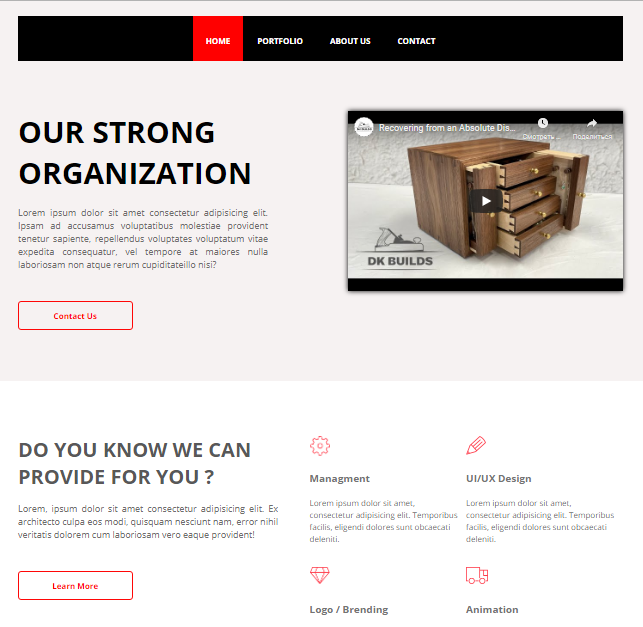 HOME PORTFOLIO ABOUT US CONTACT
OUR STRONG
ORGANIZATION
Lorem ipsum dolor sit amet consectetur adipisicing elit.
Ipsam ad accusamus voluptatibus molestiae provident
tenetur sapiente, repellendus voluptates voluptatum vitae
expedita consequatur, vel tempore at maiores nulla
laboriosam non atque rerum cupiditateillo nisi?
Contact Us
Recovering from an Absolute Dis...
Смотреть ... Поделиться
DK BUILDS
DO YOU KNOW WE CAN
PROVIDE FOR YOU ?
Lorem, ipsum dolor sit amet consectetur adipisicing elit. Ex
architecto culpa eos modi, quisquam nesciunt nam, error nihil
veritatis dolorem cum laboriosam vero eaque provident!
Learn More
Managment
Lorem ipsum dolor sit amet,
consectetur adipisicing elit. Voluptatibus
facilis, eligendi dolores sunt obcaecati
deleniti.
UI/UX Design
Lorem ipsum dolor sit amet,
consectetur adipisicing elit. Voluptatibus
facilis, eligendi dolores sunt obcaecati
deleniti.
Logo / Brending
Animation